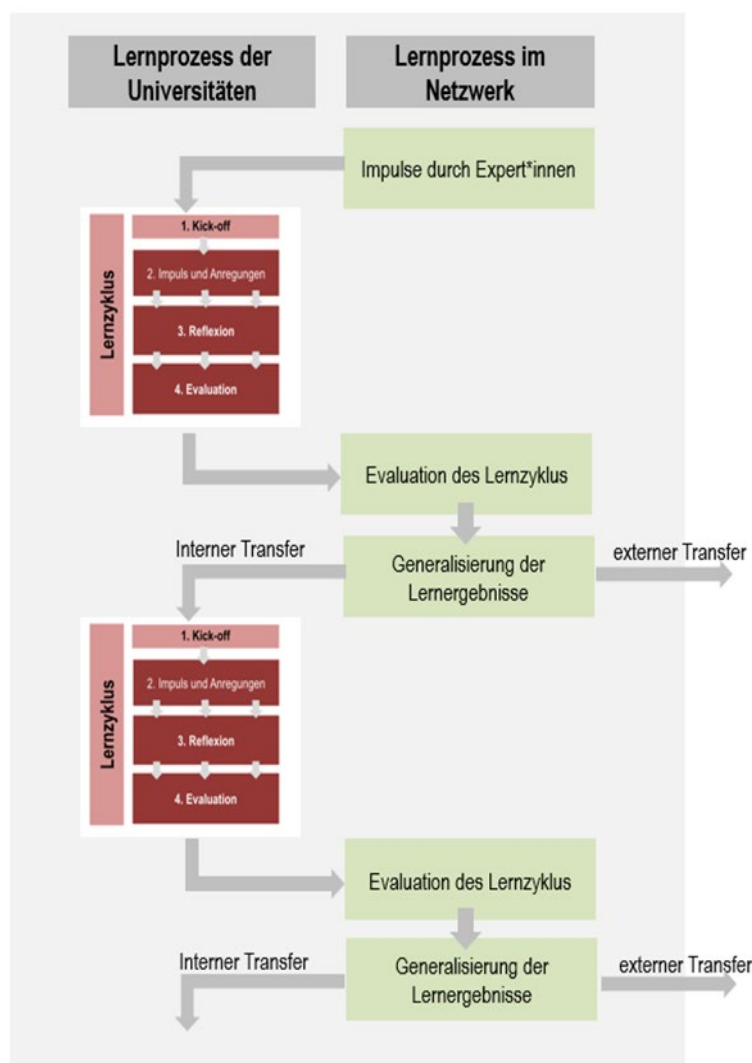 Lernprozess der
Universitäten
Lernprozess im
Netzwerk
Impulse durch Expert*innen
Lernzyklus
1. Kick-off
2. Impuls und Anregungen
3. Reflexion
4. Evaluation
Evaluation des Lernzyklus
Interner Transfer
Generalisierung der
Lernergebnisse
externer Transfer
Lernzyklus
1. Kick-off
2. Impuls und Anregungen
3. Reflexion
4. Evaluation
Evaluation des Lernzyklus
Interner Transfer
Generalisierung der
Lernergebnisse
externer Transfer